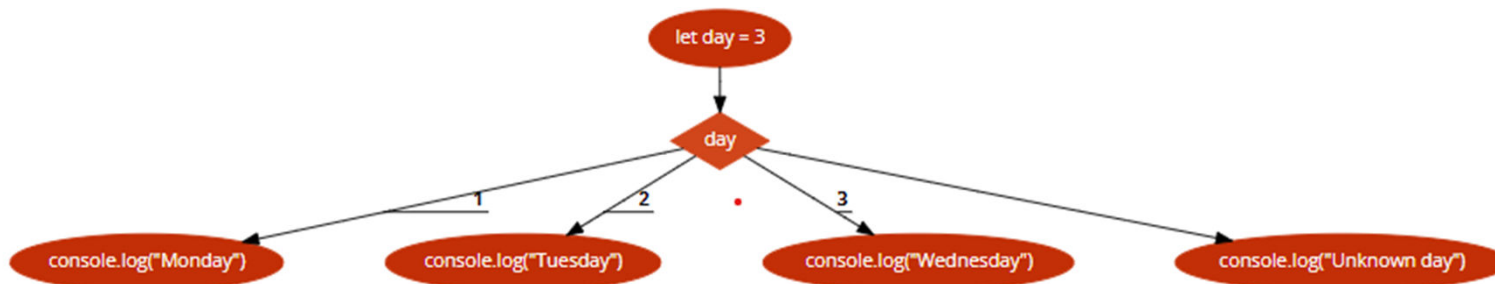 let day = 3
day
1
2
3
console.log("Monday")
console.log("Tuesday")
console.log("Wednesday")
console.log("Unknown day")